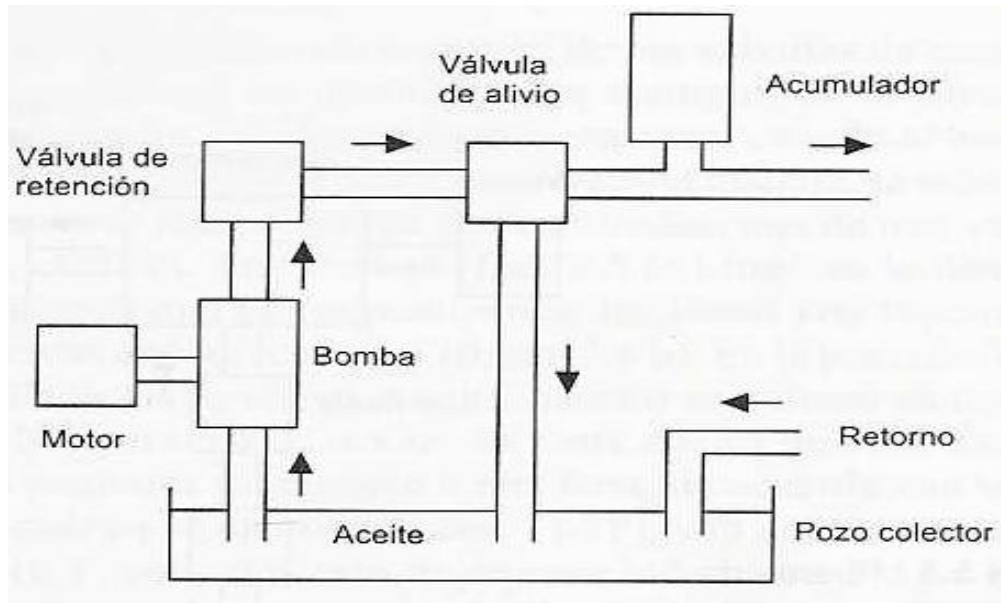 Válvula
de alivio
Acumulador
Válvula de
retención
Bomba
Motor
Retorno
Aceite
Pozo colector